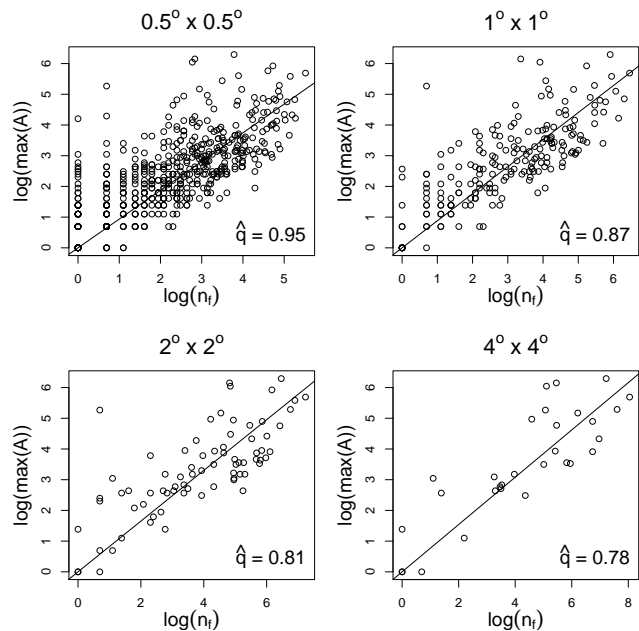 0.5° x 0.5°
log(max(A))
6
5
4
3
2
1
0
q̂ = 0.95
0 1 2 3 4 5
log(n_f)
1° x 1°
log(max(A))
6
5
4
3
2
1
0
q̂ = 0.87
0 1 2 3 4 5 6
log(n_f)
2° x 2°
log(max(A))
6
5
4
3
2
1
0
q̂ = 0.81
0 2 4 6
log(n_f)
4° x 4°
log(max(A))
6
5
4
3
2
1
0
q̂ = 0.78
0 2 4 6 8
log(n_f)